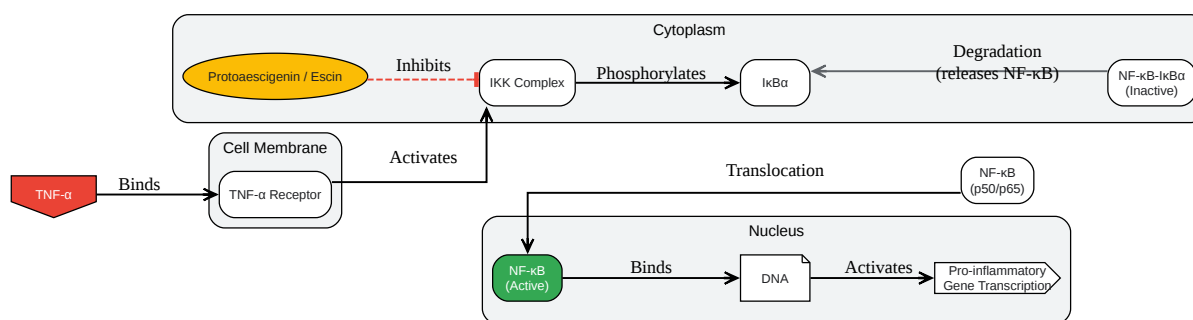 Cytoplasm
Protoaescigenin / Escin
Inhibits
IKK Complex
Phosphorylates
IκBα
Degradation
(releases NF-κB)
NF-κB-IκBα
(Inactive)
Cell Membrane
TNF-α
Binds
TNF-α Receptor
Activates
Translocation
NF-κB
(p50/p65)
Nucleus
NF-κB
(Active)
Binds
DNA
Activates
Pro-inflammatory
Gene Transcription